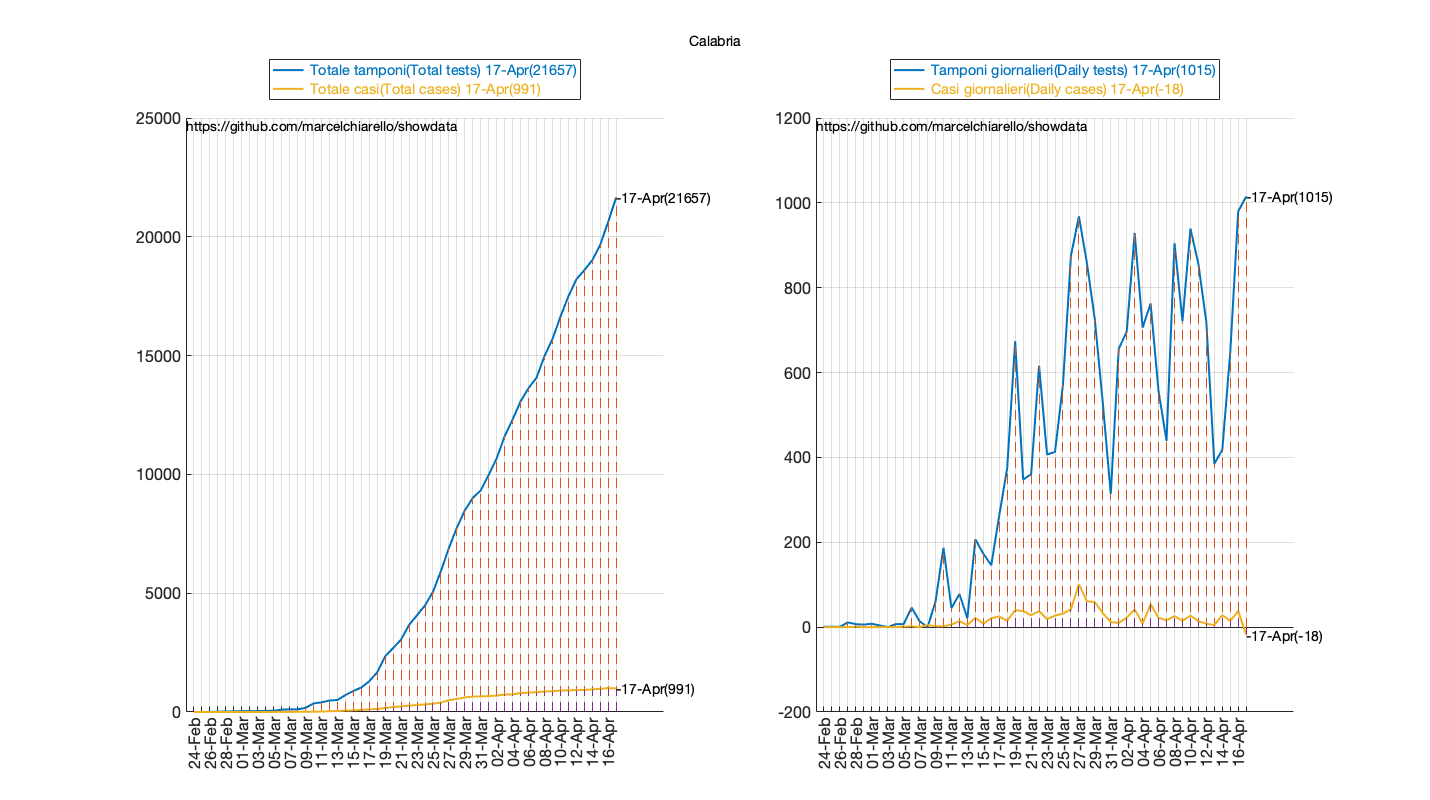 Calabria
Totale tamponi(Total tests) 17-Apr(21657)
Totale casi(Total cases) 17-Apr(991)
25000
https://github.com/marcelchiarello/showdata
-17-Apr(21657)
20000
15000
10000
5000
-17-Apr(991)
0
24-Feb
26-Feb
28-Feb
01-Mar
03-Mar
05-Mar
07-Mar
09-Mar
11-Mar
13-Mar
15-Mar
17-Mar
19-Mar
21-Mar
23-Mar
25-Mar
27-Mar
29-Mar
31-Mar
02-Apr
04-Apr
06-Apr
08-Apr
10-Apr
12-Apr
14-Apr
16-Apr
Tamponi giornalieri(Daily tests) 17-Apr(1015)
Casi giornalieri(Daily cases) 17-Apr(-18)
1200
https://github.com/marcelchiarello/showdata
-17-Apr(1015)
1000
800
600
400
200
0
-17-Apr(-18)
-200
24-Feb
26-Feb
28-Feb
01-Mar
03-Mar
05-Mar
07-Mar
09-Mar
11-Mar
13-Mar
15-Mar
17-Mar
19-Mar
21-Mar
23-Mar
25-Mar
27-Mar
29-Mar
31-Mar
02-Apr
04-Apr
06-Apr
08-Apr
10-Apr
12-Apr
14-Apr
16-Apr